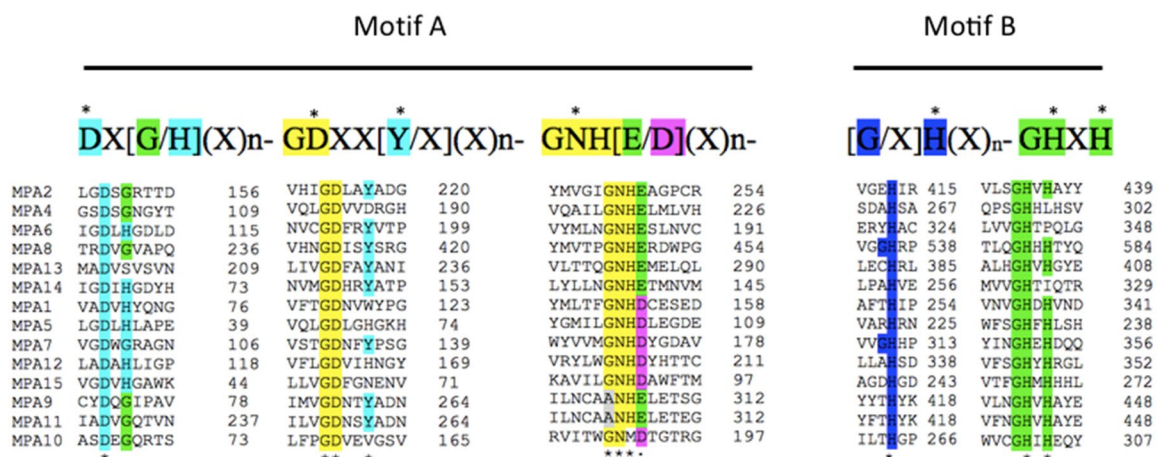 Motif A Motif B
* * * * * * *
DX[G/H](X)n- GDXX[Y/X](X)n- GNH[E/D](X)n- [G/X]H(X)n- GHXH
MPA2 LGDSGRTTD 156 VHIGDLAYADG 220 YMVGIGNHEAGPCR 254 VGEHIR 415 VLSGHVHAYY 439
MPA4 GSDSGNGYT 109 VQLGDVVDRGH 190 VQAILGNHELMLVH 226 SDAHSA 267 QPSGHHLHSV 302
MPA6 IGDLHGDLD 115 NVCGDFRYVTP 199 VYMLNGNHESLNVC 191 ERYHAC 324 LVVGHTPQLG 348
MPA8 TRDVGVAPQ 236 VHNGDISYSRG 420 YMVTPGNHERDWPG 454 VGGHRP 538 TLQGHHHTYQ 584
MPA13 MADVSVSVN 209 LIVGDFAYANI 236 VLTTQGNHEMELQL 290 LECHRL 385 ALHGHVHGYE 408
MPA14 IGDIHGDYH 73 NVMGDHRYATP 153 LYLLNGNHETMNVM 145 LPAHVE 256 MVVGHTIQTR 329
MPA1 VADVHYQNG 76 VFTGDNVWYPG 123 YMLTFGNHDCESED 158 AFTHIP 254 VNVGHDHVND 341
MPA5 LGDLHLAPE 39 VQLGDLGHGKH 74 YGMILGNHDLEGDE 109 VARHRN 225 WFSGHFHLSH 238
MPA7 VGDWGRAGN 106 VSTGDNFYPSG 139 WYVVMGNHDYGDAV 178 VVGHHP 313 YINGHEHDQQ 356
MPA12 LADAHLIGP 118 VFLGDVIHNGY 169 VRYLWGNHDYHTTC 211 LLAHSD 338 VFSGHYHRGL 352
MPA15 VGDVHGAWK 44 LLVGDFGNENV 71 KAVILGNHDAWFTM 97 AGDHGD 243 VTFGHMHHHL 272
MPA9 CYDQGIPAV 78 IMVGDNTYADN 264 ILNCAANHELETSG 312 YYTHYK 418 VLNGHVHAYE 448
MPA11 IADVGQTVN 237 VLVGDNSYADN 264 ILNCAANHELETEG 312 YFTHYK 418 VFNGHVHAYE 448
MPA10 ASDEGQRTS 73 LFPGDVEVGSV 165 RVITWGNMDTGTRG 197 ILTHGP 266 WVCGHIHEQY 307
* ** * ***. * * *